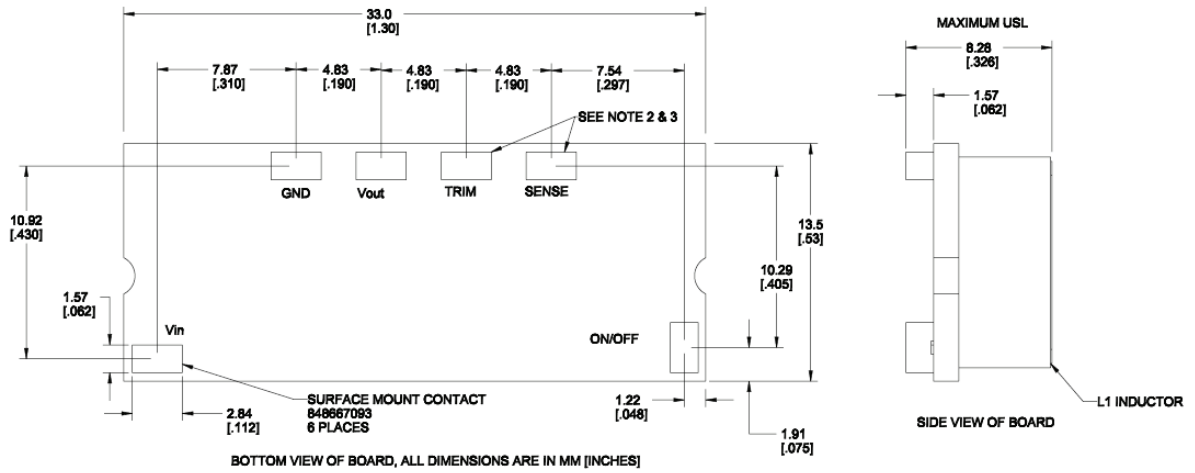 33.0
[1.30]
MAXIMUM USL
8.28
[.326]
7.87
[.310]
4.83
[.190]
4.83
[.190]
4.83
[.190]
7.54
[.297]
1.57
[.062]
SEE NOTE 2 & 3
GND
Vout
TRIM
SENSE
10.92
[.430]
13.5
[.53]
10.29
[.405]
1.57
[.062]
Vin
ON/OFF
SURFACE MOUNT CONTACT
848667093
6 PLACES
2.84
[.112]
1.22
[.048]
1.91
[.075]
L1 INDUCTOR
SIDE VIEW OF BOARD
BOTTOM VIEW OF BOARD, ALL DIMENSIONS ARE IN MM [INCHES]